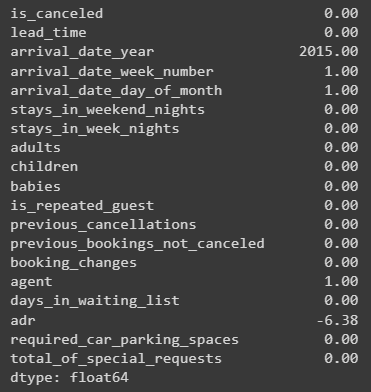 is_canceled 0.00
lead_time 0.00
arrival_date_year 2015.00
arrival_date_week_number 1.00
arrival_date_day_of_month 1.00
stays_in_weekend_nights 0.00
stays_in_week_nights 0.00
adults 0.00
children 0.00
babies 0.00
is_repeated_guest 0.00
previous_cancellations 0.00
previous_bookings_not_canceled 0.00
booking_changes 0.00
agent 1.00
days_in_waiting_list 0.00
adr -6.38
required_car_parking_spaces 0.00
total_of_special_requests 0.00
dtype: float64